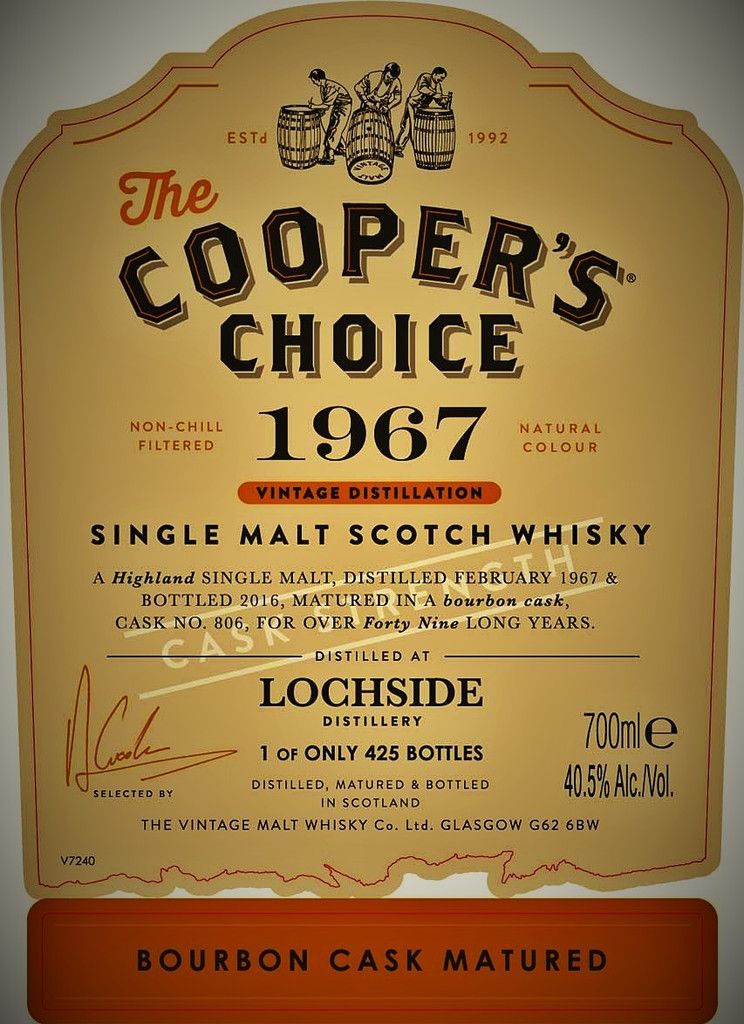 ESTd 1992
VINTAGE
MALT
The
COOPER'S®
CHOICE
NON-CHILL
FILTERED
1967
NATURAL
COLOUR
VINTAGE DISTILLATION
SINGLE MALT SCOTCH WHISKY
CASK STRENGTH
A Highland SINGLE MALT, DISTILLED FEBRUARY 1967 &
BOTTLED 2016, MATURED IN A bourbon cask,
CASK NO. 806, FOR OVER Forty Nine LONG YEARS.
DISTILLED AT
LOCHSIDE
DISTILLERY
1 OF ONLY 425 BOTTLES
SELECTED BY
DISTILLED, MATURED & BOTTLED
IN SCOTLAND
700ml e
40.5% Alc./Vol.
THE VINTAGE MALT WHISKY Co. Ltd. GLASGOW G62 6BW
V7240
BOURBON CASK MATURED